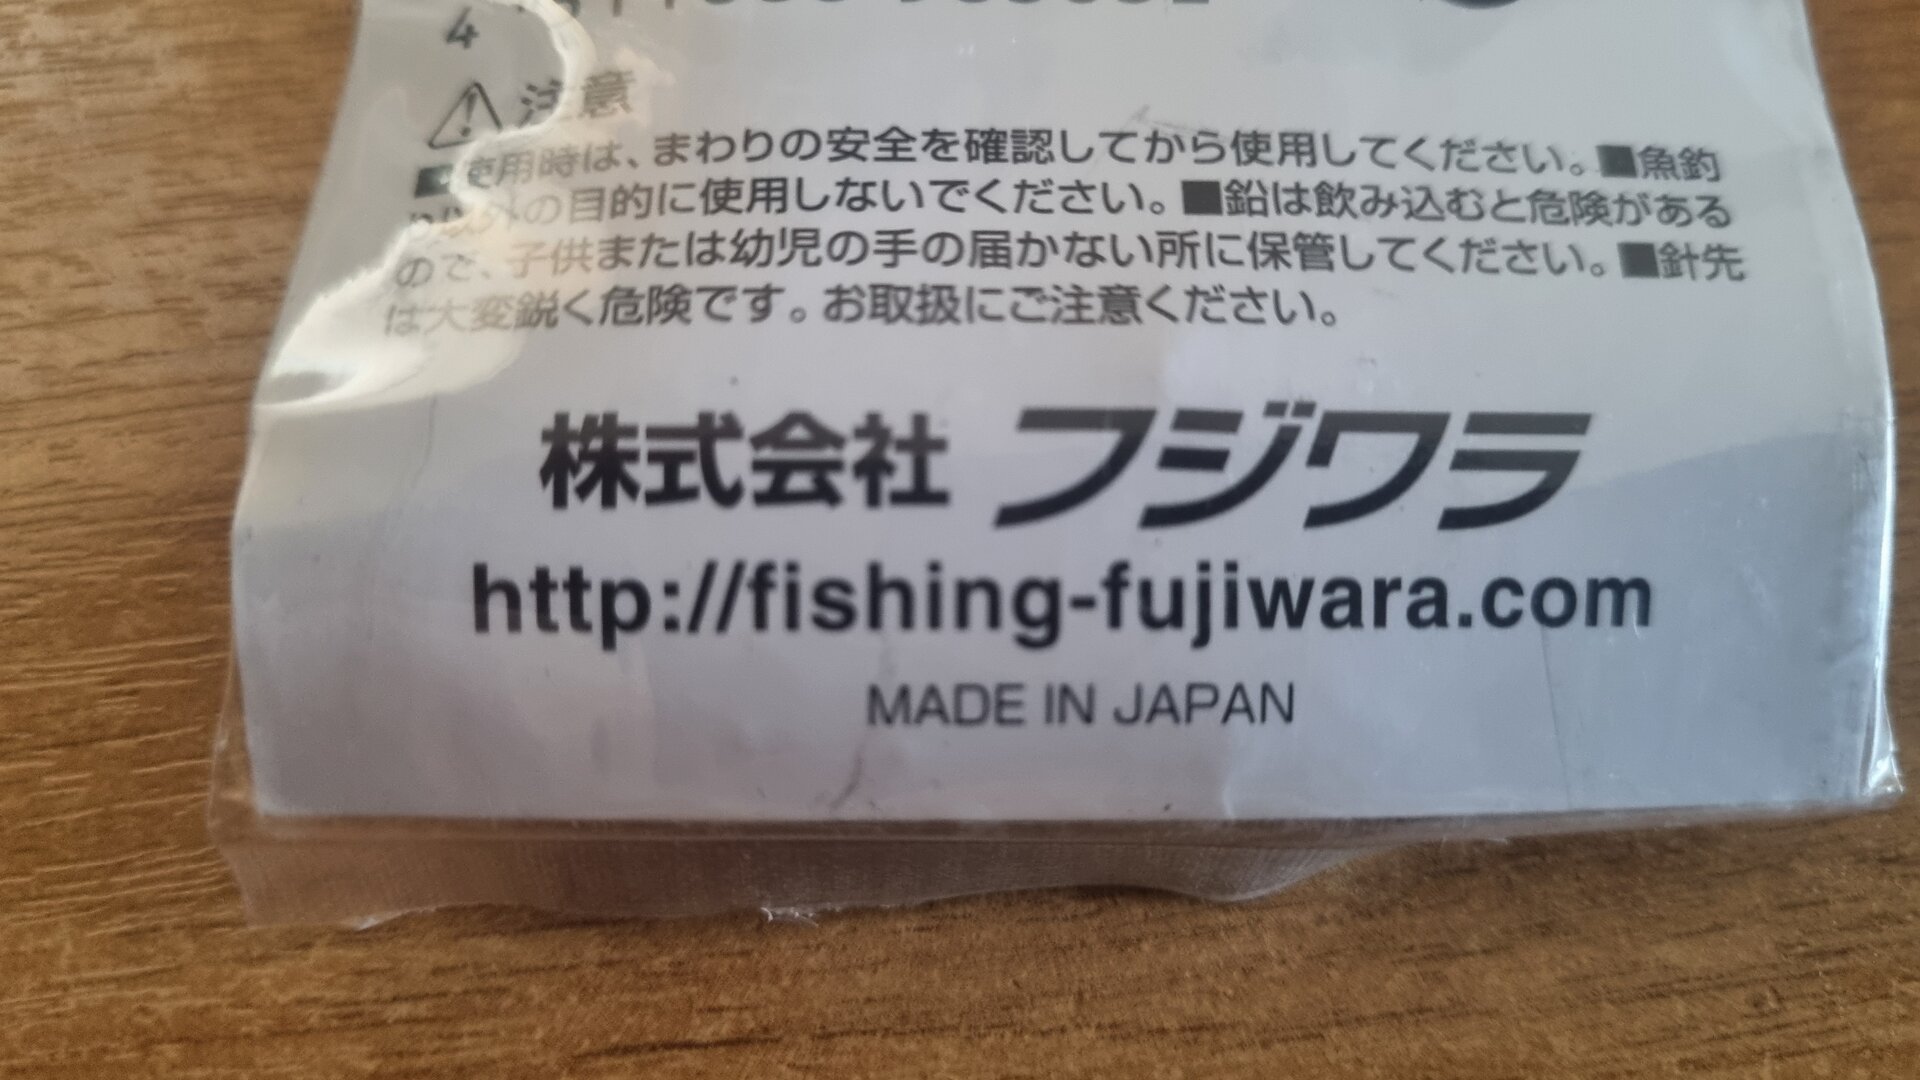 4
⚠注意
■使用時は、まわりの安全を確認してから使用してください。■魚釣
り以外の目的に使用しないでください。■鉛は飲み込むと危険がある
ので、子供または幼児の手の届かない所に保管してください。■針先
は大変鋭く危険です。お取扱にご注意ください。
株式会社 フジワラ
http://fishing-fujiwara.com
MADE IN JAPAN